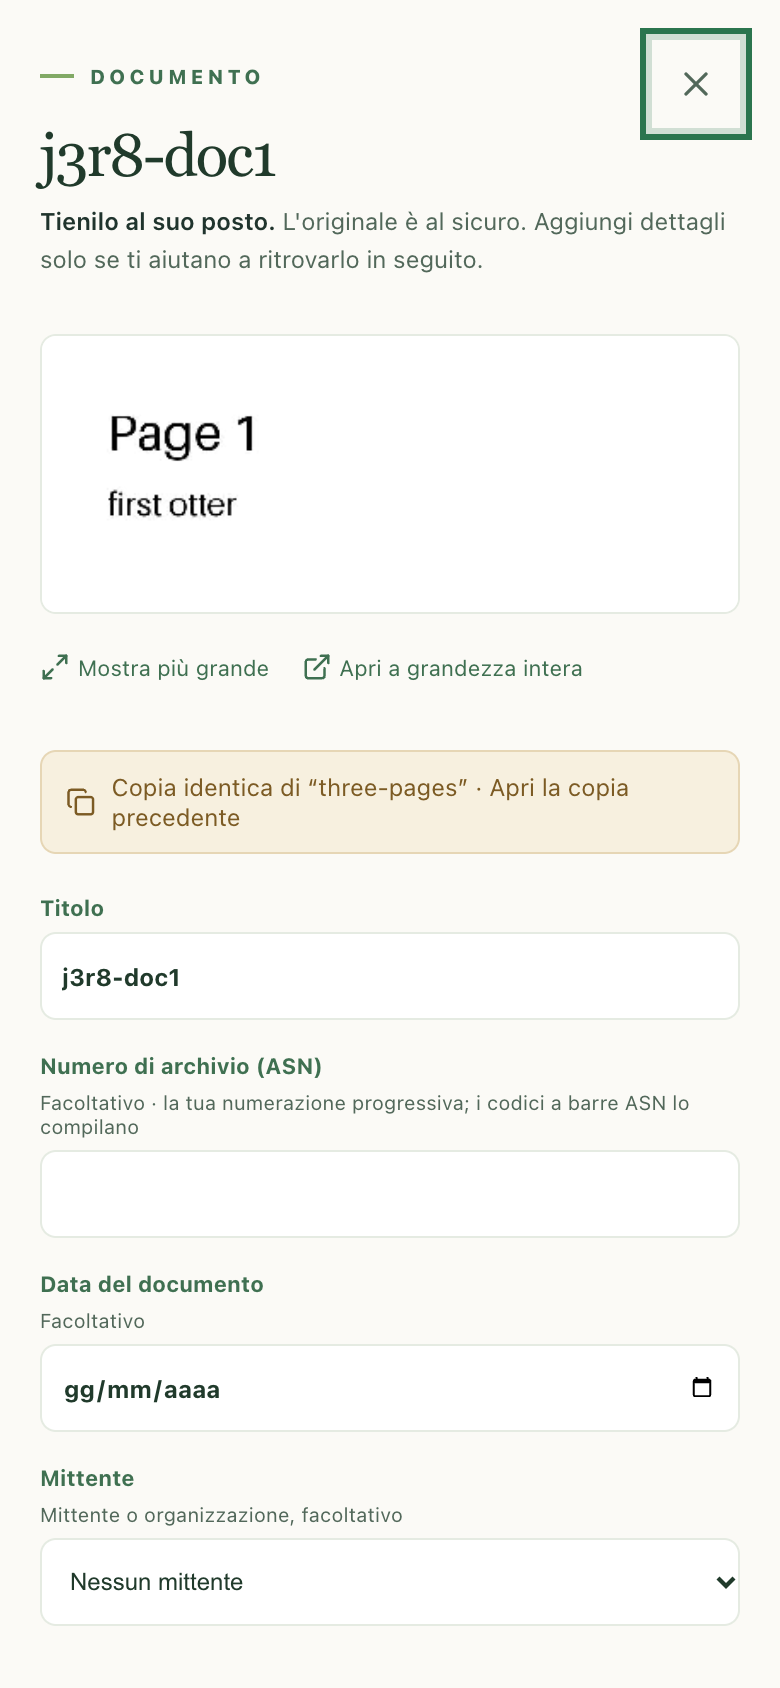 DOCUMENTO
j3r8-doc1
Tienilo al suo posto. L'originale è al sicuro. Aggiungi dettagli
solo se ti aiutano a ritrovarlo in seguito.
Page 1
first otter
Mostra più grande Apri a grandezza intera
Copia identica di “three-pages” · Apri la copia
precedente
Titolo
j3r8-doc1
Numero di archivio (ASN)
Facoltativo · la tua numerazione progressiva; i codici a barre ASN lo
compilano
Data del documento
Facoltativo
gg/mm/aaaa
Mittente
Mittente o organizzazione, facoltativo
Nessun mittente